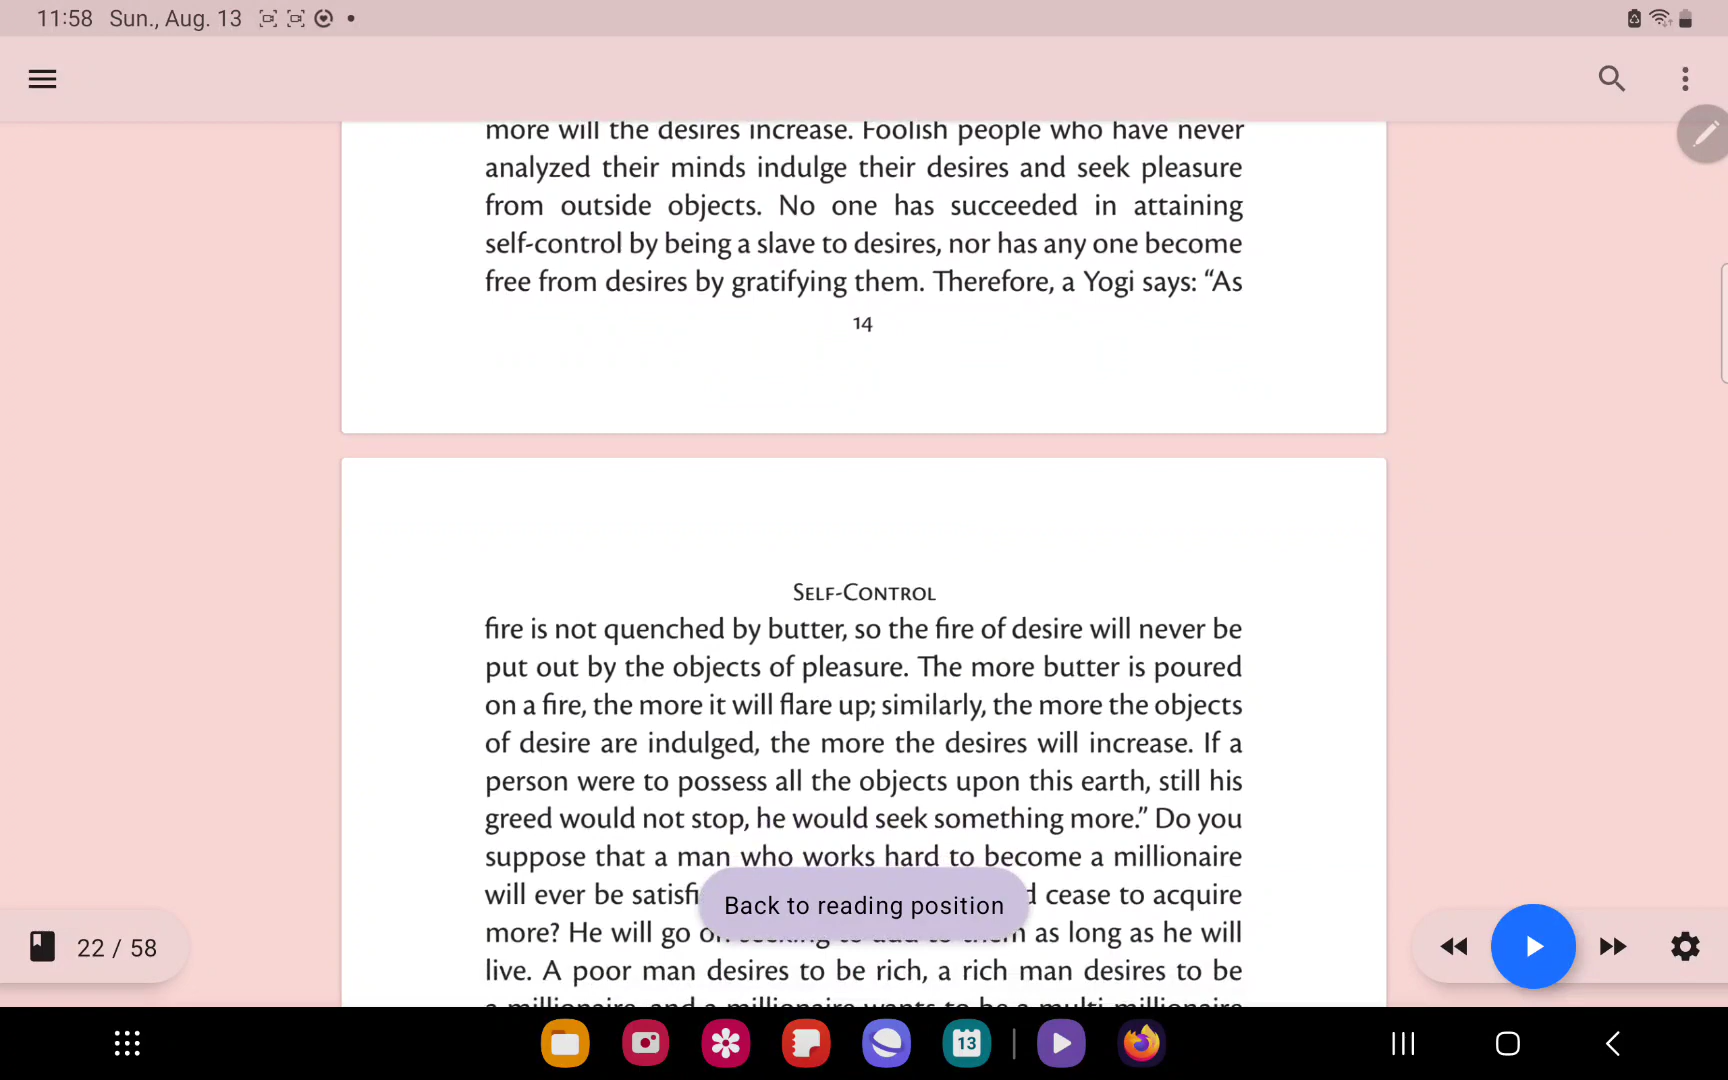 11:58 Sun., Aug. 13
more will the desires increase. Foolish people who have never
analyzed their minds indulge their desires and seek pleasure
from outside objects. No one has succeeded in attaining
self-control by being a slave to desires, nor has any one become
free from desires by gratifying them. Therefore, a Yogi says: “As
14
Self-Control
fire is not quenched by butter, so the fire of desire will never be
put out by the objects of pleasure. The more butter is poured
on a fire, the more it will flare up; similarly, the more the objects
of desire are indulged, the more the desires will increase. If a
person were to possess all the objects upon this earth, still his
greed would not stop, he would seek something more.” Do you
suppose that a man who works hard to become a millionaire
will ever be cease to acquire
Back to reading position
more? He will go as long as he will
live. A poor man desires to be rich, a rich man desires to be
a millionaire, and a millionaire wants to be a multi-millionaire
22 / 58
13